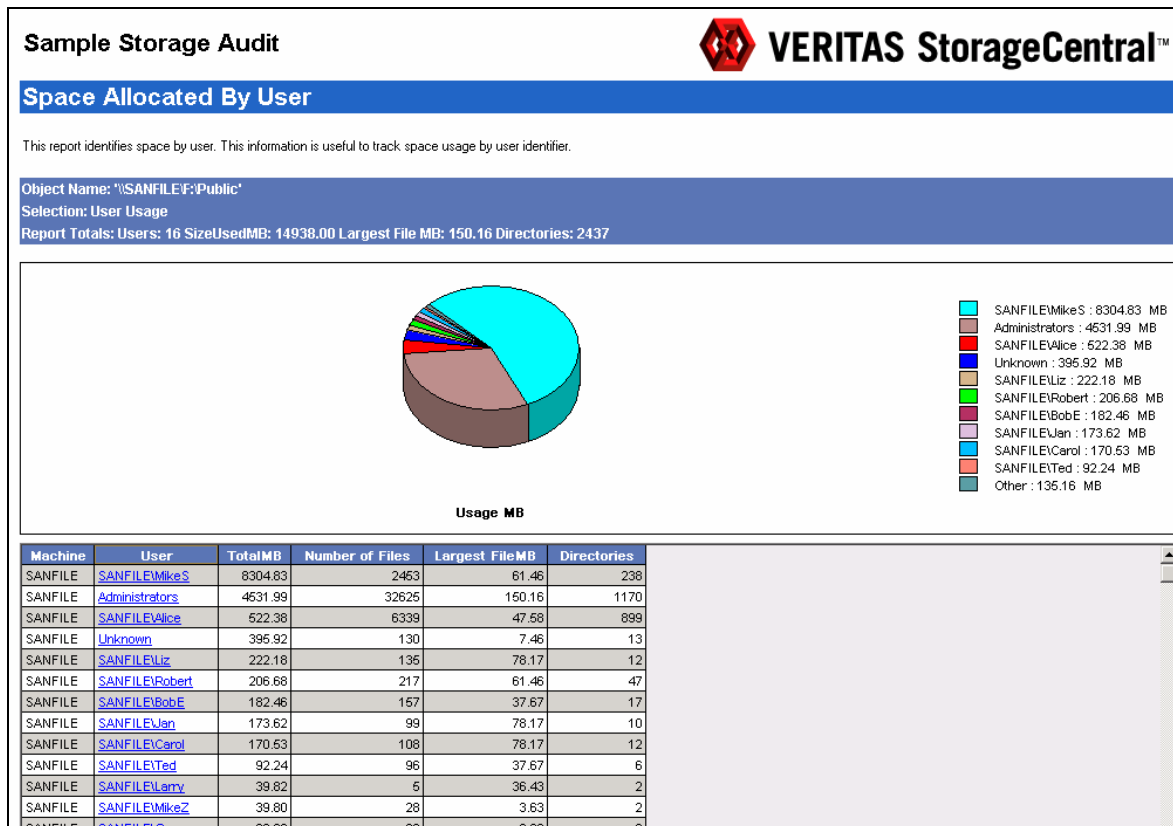 Sample Storage Audit
VERITAS StorageCentral™
Space Allocated By User
This report identifies space by user. This information is useful to track space usage by user identifier.
Object Name: '\\SANFILE\F:\Public'
Selection: User Usage
Report Totals: Users: 16 SizeUsedMB: 14938.00 Largest File MB: 150.16 Directories: 2437
SANFILE\MikeS : 8304.83 MB
Administrators : 4531.99 MB
SANFILE\Alice : 522.38 MB
Unknown : 395.92 MB
SANFILE\Liz : 222.18 MB
SANFILE\Robert : 206.68 MB
SANFILE\BobE : 182.46 MB
SANFILE\Jan : 173.62 MB
SANFILE\Carol : 170.53 MB
SANFILE\Ted : 92.24 MB
Other : 135.16 MB
Usage MB
Machine User TotalMB Number of Files Largest FileMB Directories
SANFILE SANFILE\MikeS 8304.83 2453 61.46 238
SANFILE Administrators 4531.99 32625 150.16 1170
SANFILE SANFILE\Alice 522.38 6339 47.58 899
SANFILE Unknown 395.92 130 7.46 13
SANFILE SANFILE\Liz 222.18 135 78.17 12
SANFILE SANFILE\Robert 206.68 217 61.46 47
SANFILE SANFILE\BobE 182.46 157 37.67 17
SANFILE SANFILE\Jan 173.62 99 78.17 10
SANFILE SANFILE\Carol 170.53 108 78.17 12
SANFILE SANFILE\Ted 92.24 96 37.67 6
SANFILE SANFILE\Larry 39.82 5 36.43 2
SANFILE SANFILE\MikeZ 39.80 28 3.63 2